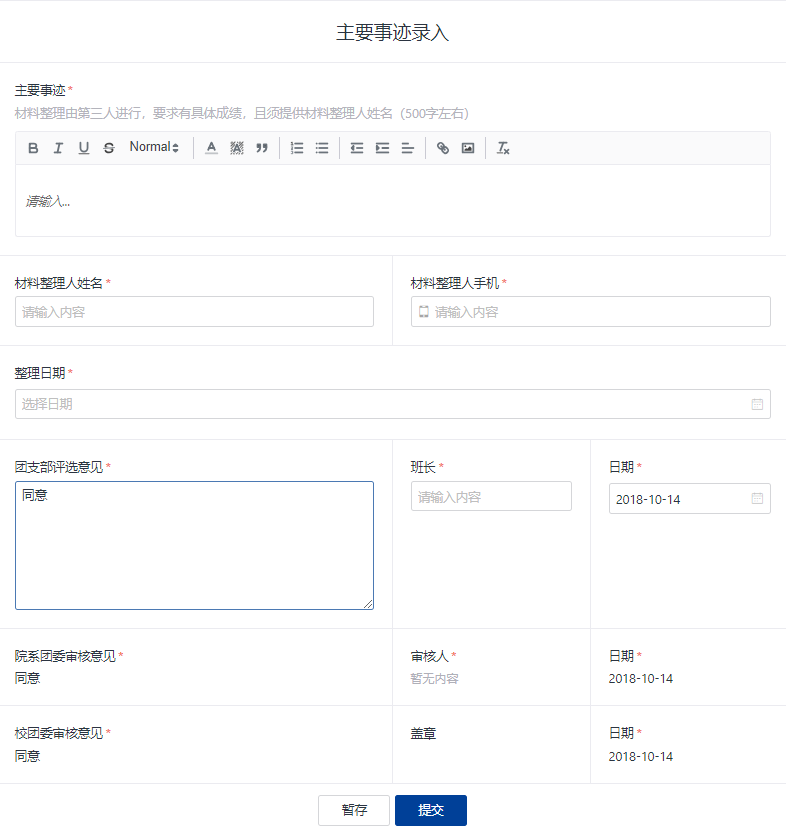 主要事迹录入
主要事迹 *
材料整理由第三人进行，要求有具体成绩，且须提供材料整理人姓名（500字左右）
B I U S Normal A A
请输入...
材料整理人姓名 * 材料整理人手机 *
请输入内容 请输入内容
整理日期 *
选择日期
团支部评选意见 * 班长 * 日期 *
同意 请输入内容 2018-10-14
院系团委审核意见 * 审核人 * 日期 *
同意 暂无内容 2018-10-14
校团委审核意见 * 盖章 日期 *
同意 2018-10-14
暂存 提交